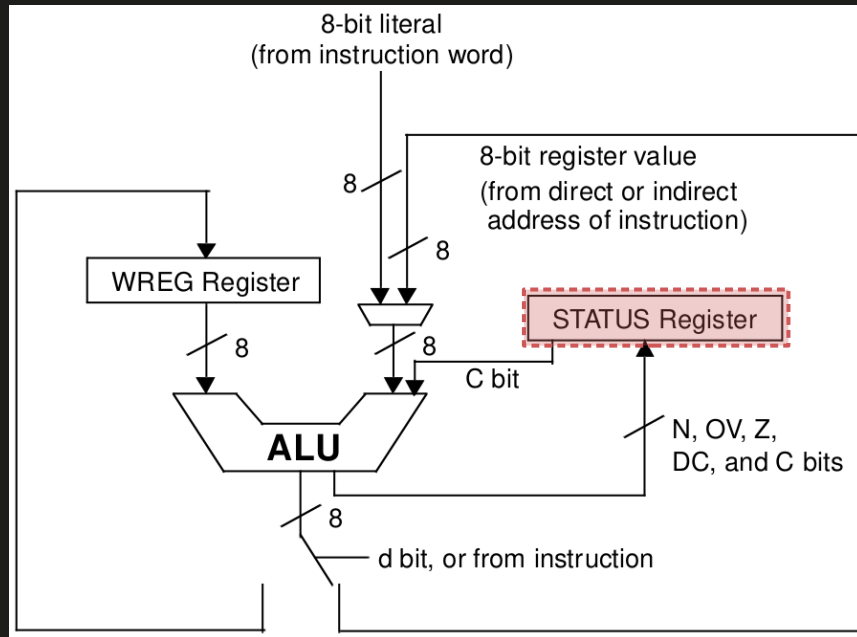 8-bit literal
(from instruction word)
8
8-bit register value
(from direct or indirect
address of instruction)
8
WREG Register
STATUS Register
8
8
C bit
ALU
N, OV, Z,
DC, and C bits
8
d bit, or from instruction